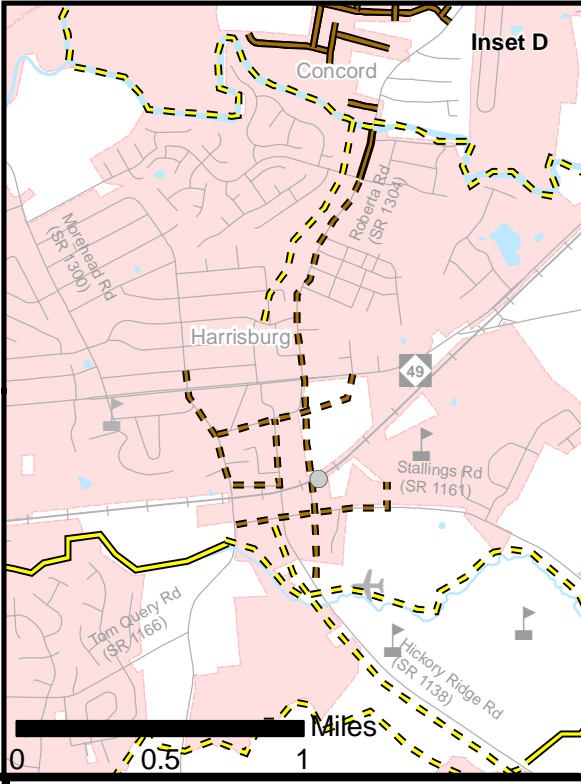 Inset D
Concord
Roberta Rd
(SR 1304)
Morehead Rd
(SR 1300)
Harrisburg
49
Stallings Rd
(SR 1161)
Tom Query Rd
(SR 1166)
Hickory Ridge Rd
(SR 1138)
Miles
0 0.5 1